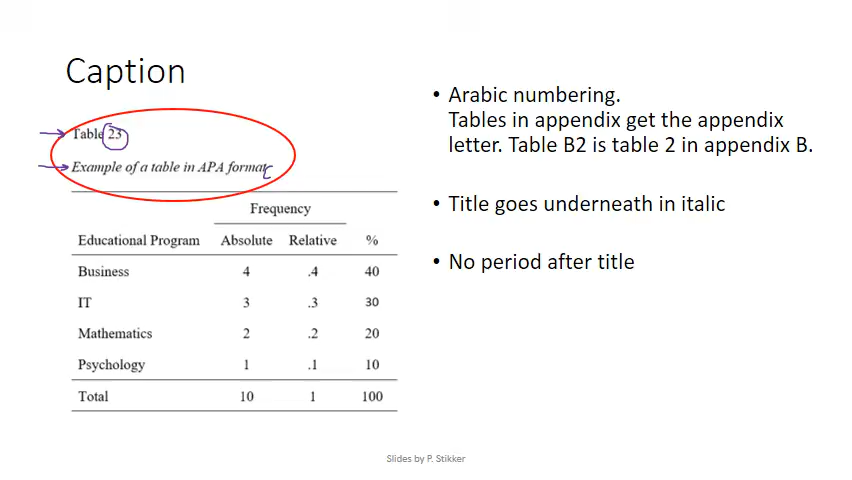 Caption
Table 23
Example of a table in APA format
Frequency
Educational Program Absolute Relative %
Business 4 .4 40
IT 3 .3 30
Mathematics 2 .2 20
Psychology 1 .1 10
Total 10 1 100
• Arabic numbering.
Tables in appendix get the appendix
letter. Table B2 is table 2 in appendix B.
• Title goes underneath in italic
• No period after title
Slides by P. Stikker